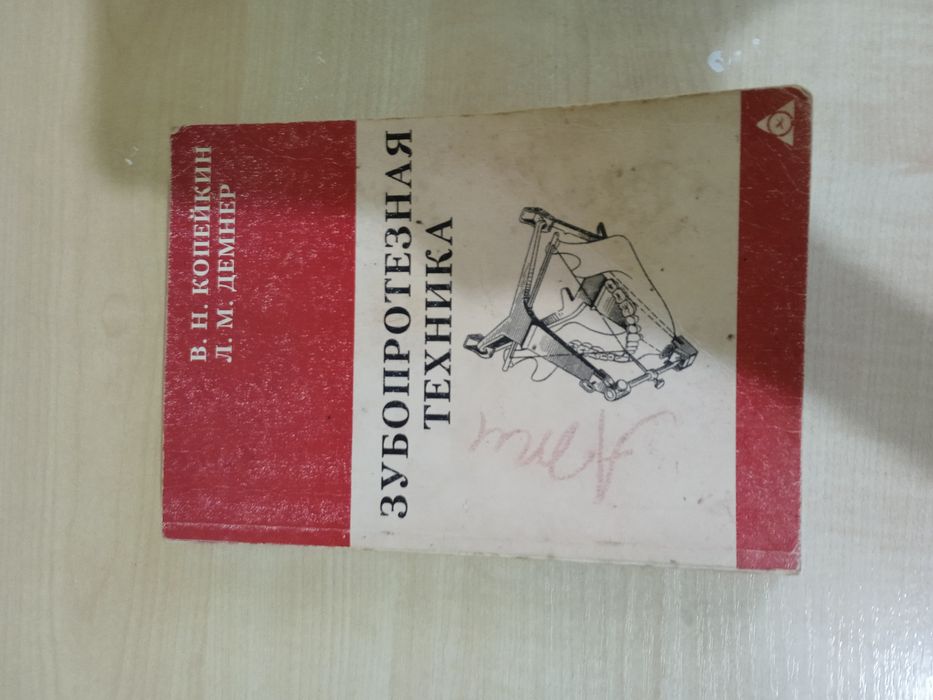 В. Н. КОПЕЙКИН
Л. М. ДЕМНЕР
ЗУБОПРОТЕЗНАЯ
ТЕХНИКА